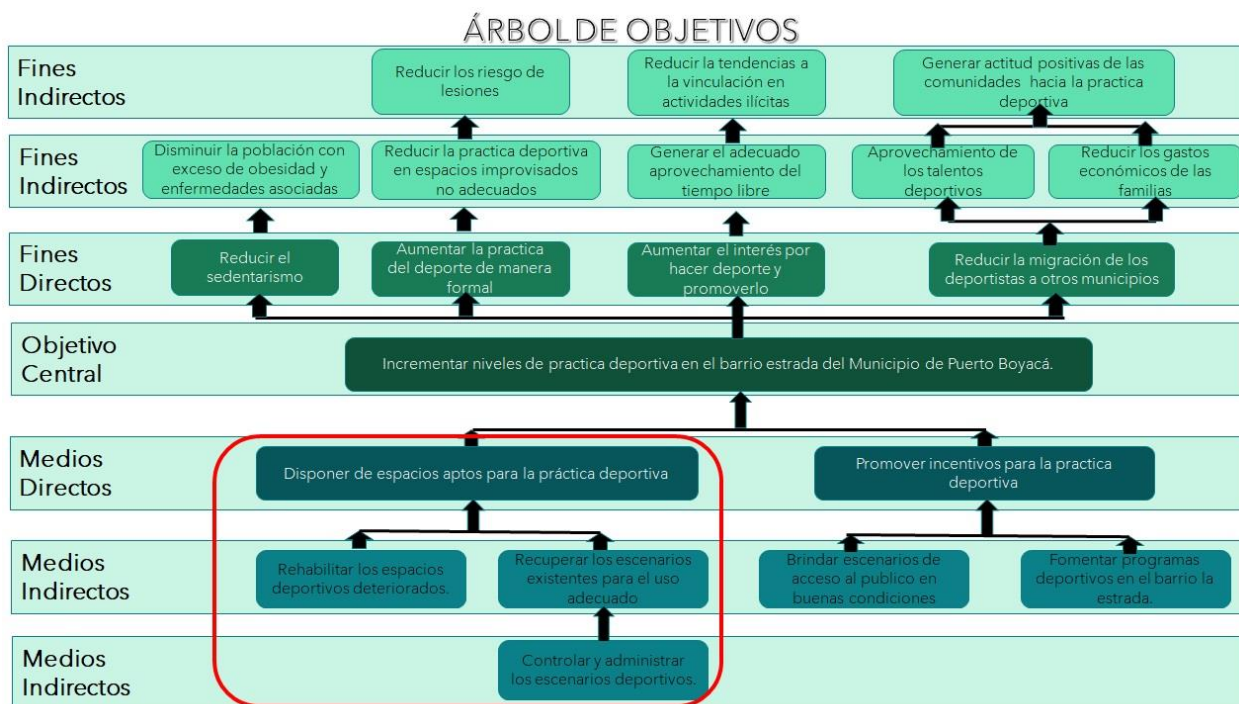 ÁRBOL DE OBJETIVOS
Fines
Indirectos
Reducir los riesgo de
lesiones
Reducir la tendencias a
la vinculación en
actividades ilícitas
Generar actitud positivas de las
comunidades hacia la practica
deportiva
Fines
Indirectos
Disminuir la población con
exceso de obesidad y
enfermedades asociadas
Reducir la practica deportiva
en espacios improvisados
no adecuados
Generar el adecuado
aprovechamiento del
tiempo libre
Aprovechamiento de
los talentos
deportivos
Reducir los gastos
económicos de las
familias
Fines
Directos
Reducir el
sedentarismo
Aumentar la practica
del deporte de manera
formal
Aumentar el interés por
hacer deporte y
promoverlo
Reducir la migración de los
deportistas a otros municipios
Objetivo
Central
Incrementar niveles de practica deportiva en el barrio estrada del Municipio de Puerto Boyacá.
Medios
Directos
Disponer de espacios aptos para la práctica deportiva
Promover incentivos para la practica
deportiva
Medios
Indirectos
Rehabilitar los espacios
deportivos deteriorados.
Recuperar los escenarios
existentes para el uso
adecuado
Brindar escenarios de
acceso al publico en
buenas condiciones
Fomentar programas
deportivos en el barrio la
estrada.
Medios
Indirectos
Controlar y administrar
los escenarios deportivos.